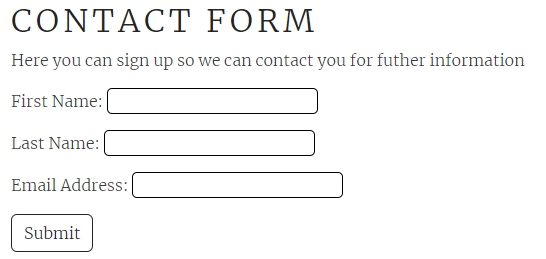 CONTACT FORM
Here you can sign up so we can contact you for futher information
First Name:
Last Name:
Email Address:
Submit